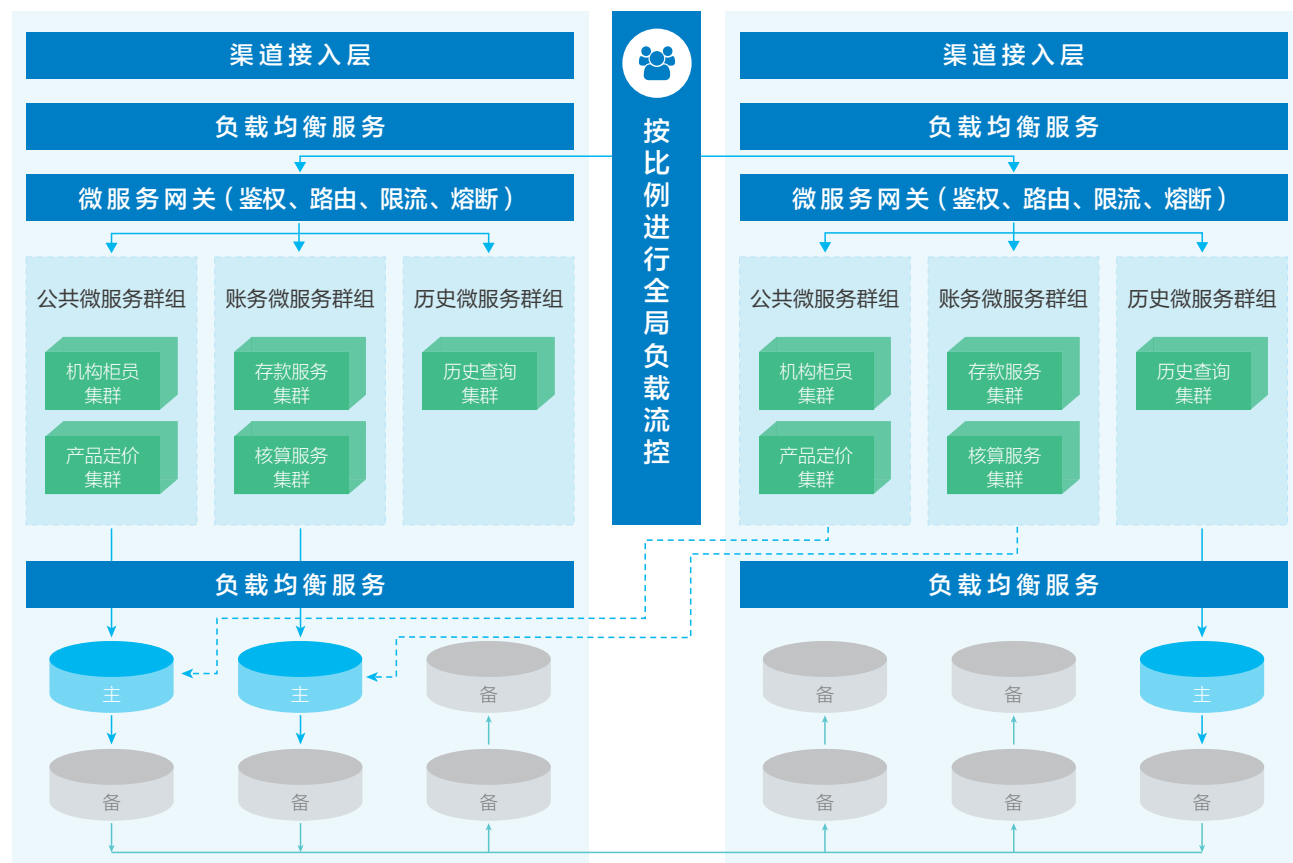 渠道接入层
负载均衡服务
微服务网关（鉴权、路由、限流、熔断）
公共微服务群组
账务微服务群组
历史微服务群组
机构柜员
集群
存款服务
集群
历史查询
集群
产品定价
集群
核算服务
集群
负载均衡服务
主
主
备
备
备
备
按比例进行全局负载流控
渠道接入层
负载均衡服务
微服务网关（鉴权、路由、限流、熔断）
公共微服务群组
账务微服务群组
历史微服务群组
机构柜员
集群
存款服务
集群
历史查询
集群
产品定价
集群
核算服务
集群
负载均衡服务
备
备
主
备
备
备